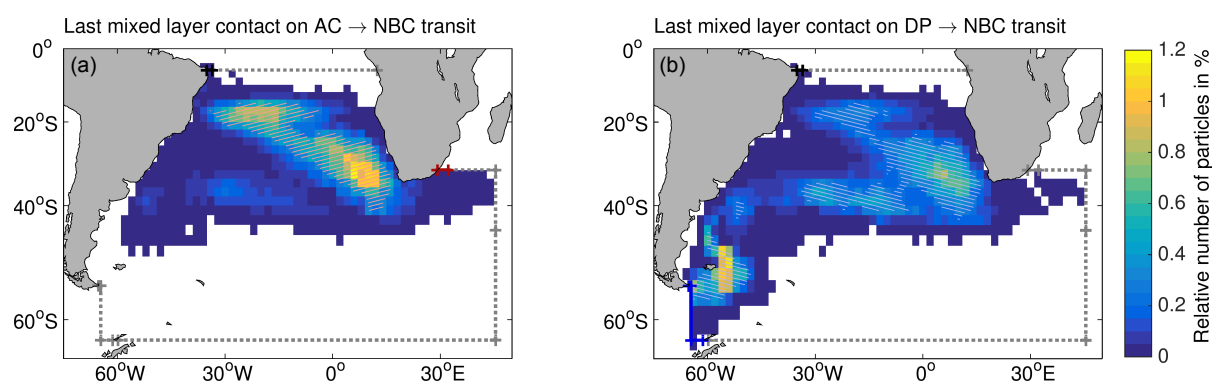 Last mixed layer contact on AC → NBC transit
(a)
0°
20°S
40°S
60°S
60°W
30°W
0°
30°E
Last mixed layer contact on DP → NBC transit
(b)
0°
20°S
40°S
60°S
60°W
30°W
0°
30°E
1.2
1
0.8
0.6
0.4
0.2
0
Relative number of particles in %